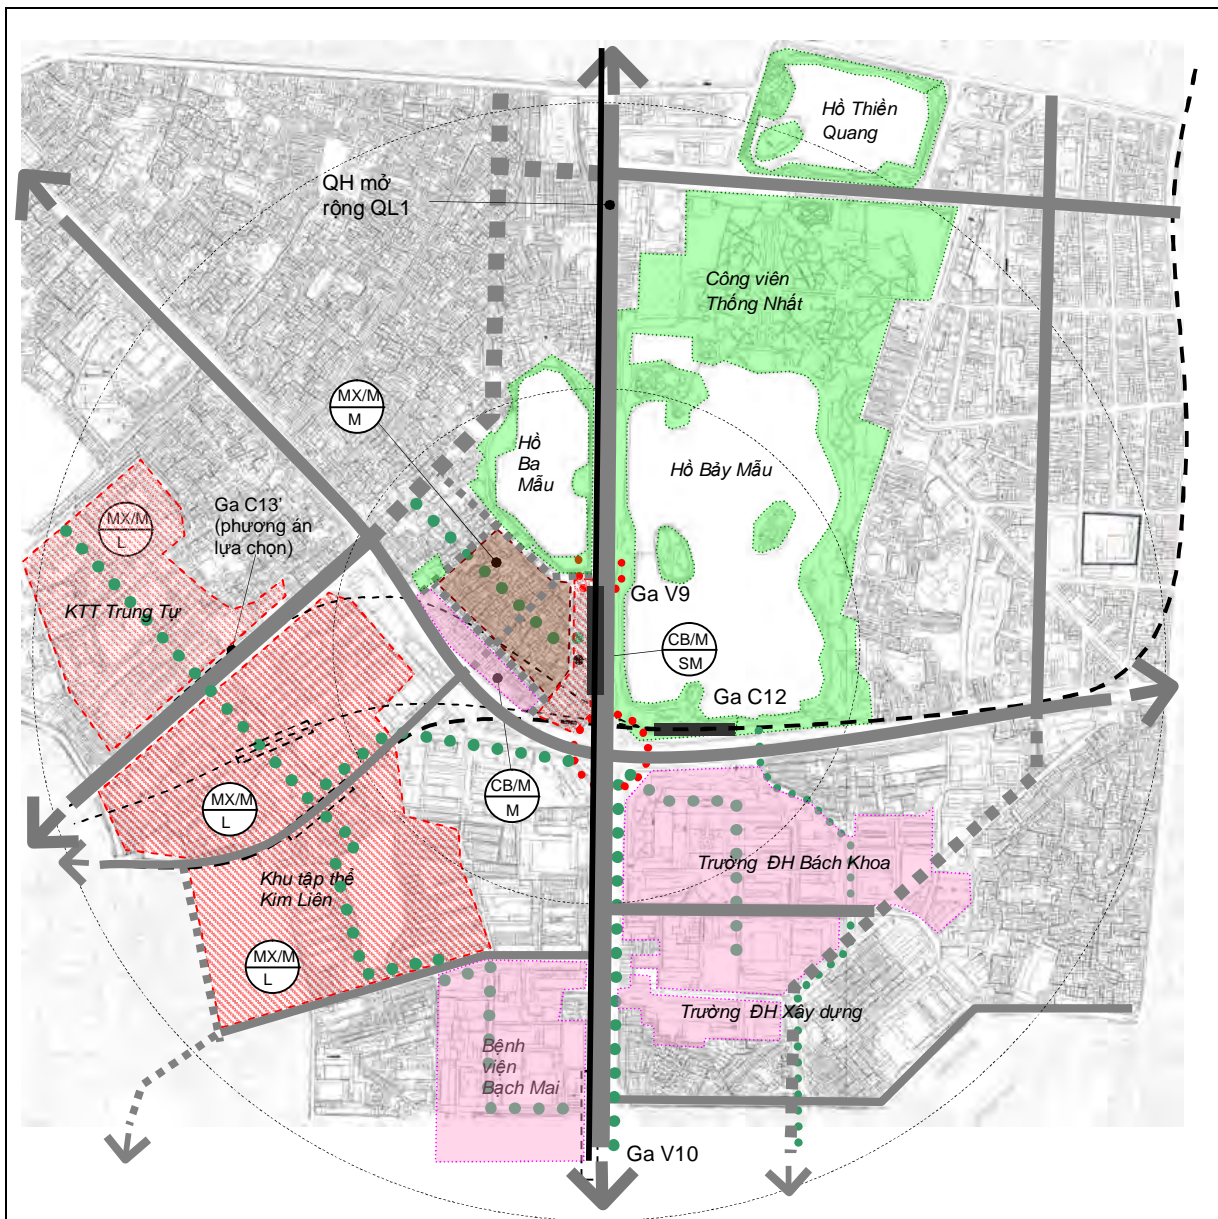 Hồ Thiền
Quang
QH mở
rộng QL1
Công viên
Thống Nhất
MX/M
M
Hồ
Ba
Mẫu
Hồ Bảy Mẫu
Ga C13'
(phương án
lựa chọn)
MX/M
L
KTT Trung Tự
Ga V9
CB/M
SM
Ga C12
MX/M
L
CB/M
M
Trường ĐH Bách Khoa
Khu tập thể
Kim Liên
MX/M
L
Trường ĐH Xây dựng
Bệnh
viện
Bạch Mai
Ga V10